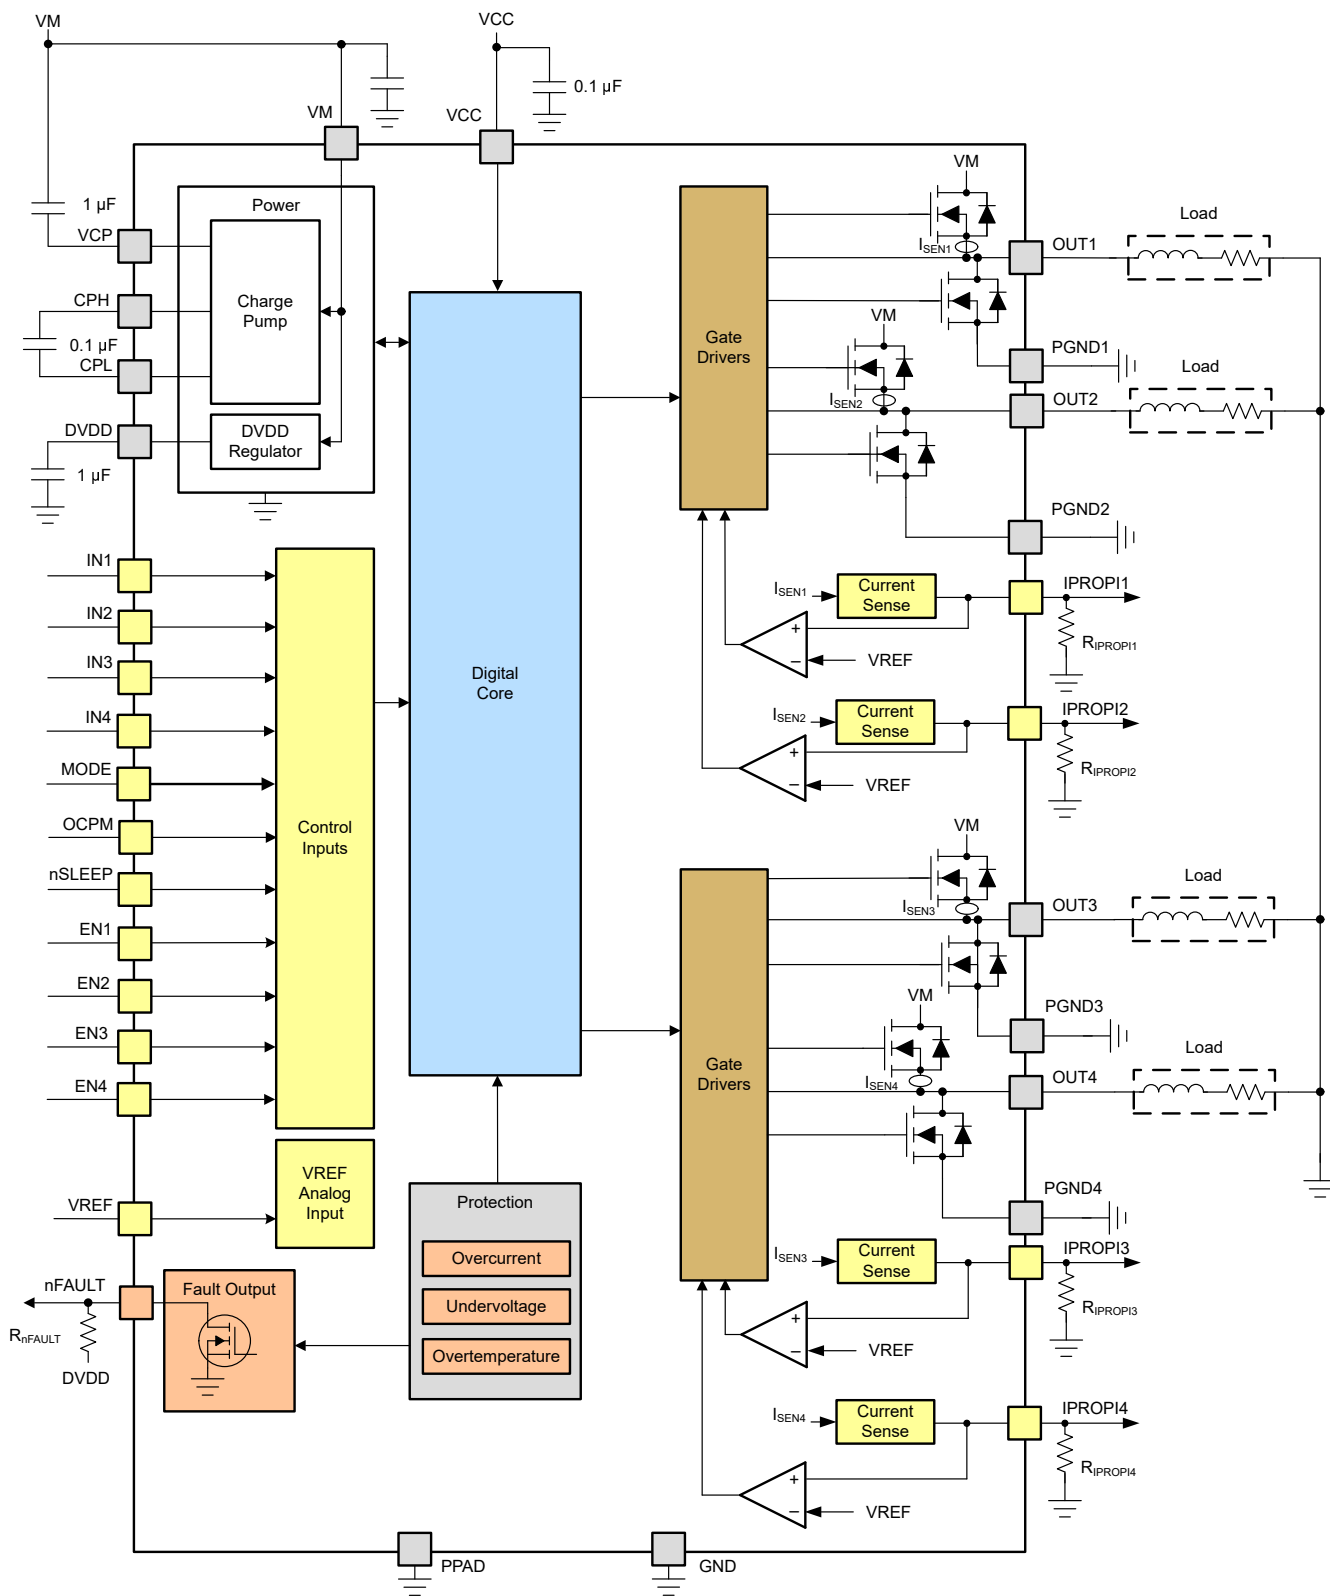 VM
VCC
0.1 µF
VM
VCC
1 µF
VCP
CPH
0.1 µF
CPL
DVDD
1 µF
Power
Charge
Pump
DVDD
Regulator
IN1
IN2
IN3
IN4
MODE
OCPM
nSLEEP
EN1
EN2
EN3
EN4
VREF
Control
Inputs
VREF
Analog
Input
nFAULT
RnFAULT
DVDD
Fault Output
Digital
Core
Protection
Overcurrent
Undervoltage
Overtemperature
PPAD
GND
Gate
Drivers
VM
ISEN1
VM
ISEN2
OUT1
Load
PGND1
OUT2
Load
PGND2
ISEN1
Current
Sense
IPROPI1
RIPROPI1
+
−
VREF
ISEN2
Current
Sense
IPROPI2
RIPROPI2
+
−
VREF
Gate
Drivers
VM
ISEN3
VM
ISEN4
OUT3
Load
PGND3
OUT4
Load
PGND4
ISEN3
Current
Sense
IPROPI3
RIPROPI3
+
−
VREF
ISEN4
Current
Sense
IPROPI4
RIPROPI4
+
−
VREF